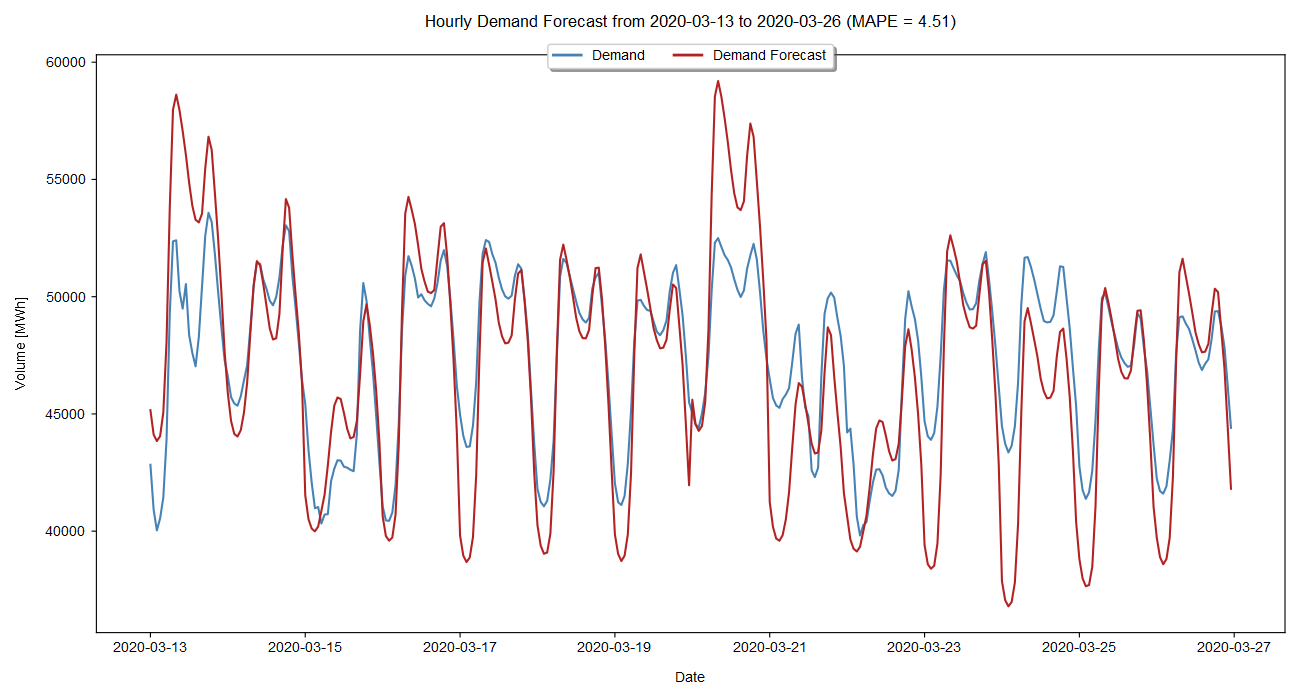 Hourly Demand Forecast from 2020-03-13 to 2020-03-26 (MAPE = 4.51)
Demand Demand Forecast
60000
55000
50000
45000
40000
Volume [MWh]
2020-03-13 2020-03-15 2020-03-17 2020-03-19 2020-03-21 2020-03-23 2020-03-25 2020-03-27
Date